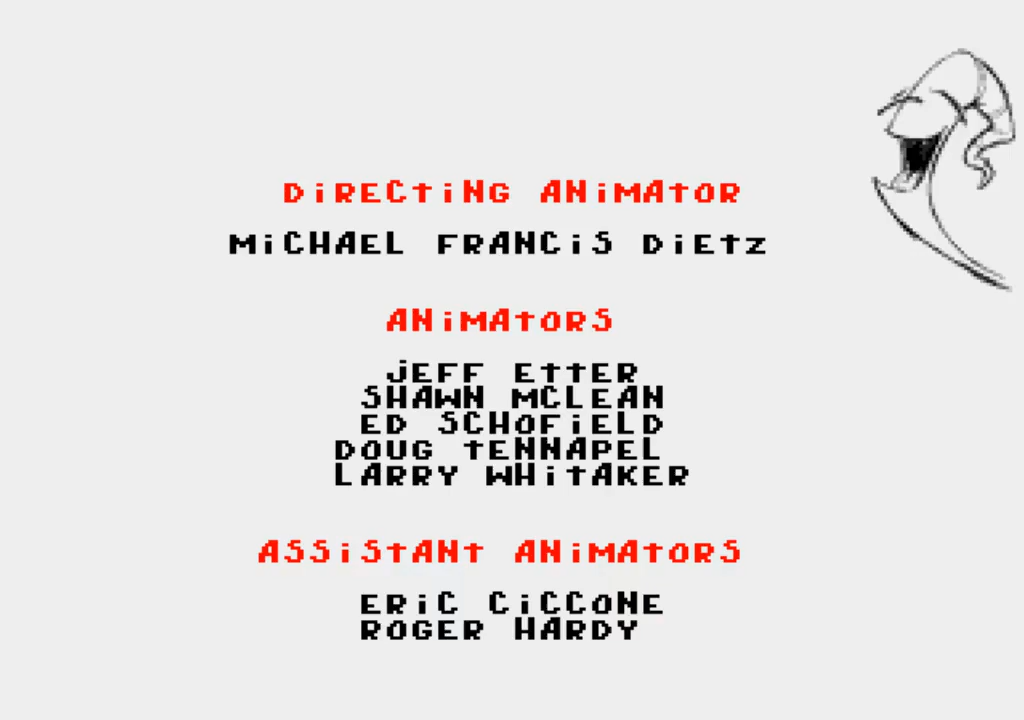 DiRECtiNG ANiMAtOR
MiCHAEL FRANCiS DiEtz
ANiMAtORS
jEFF EttER
SHAWN MCLEAN
ED SCHOFiELD
DOUG tENNAPEL
LARRY WHitAKER
ASSiStANt ANiMAtORS
ERiC CiCCONE
ROGER HARDY